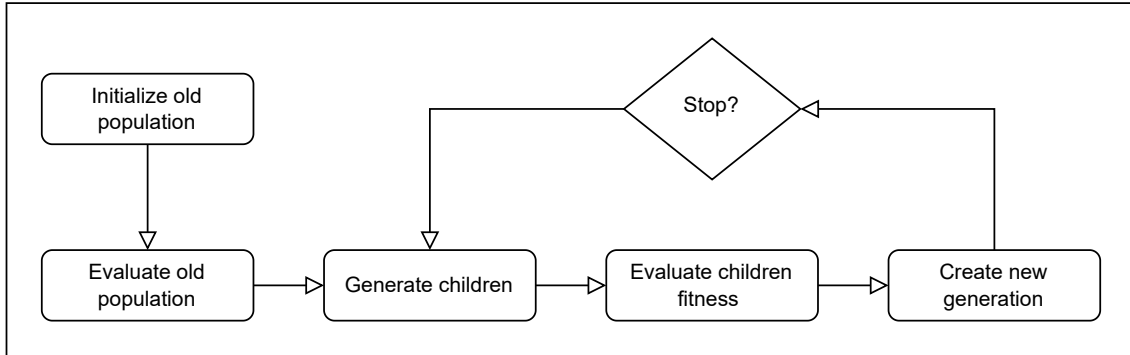 Initialize old
population
Stop?
Evaluate old
population
Generate children
Evaluate children
fitness
Create new
generation